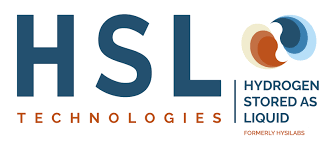 HSL
TECHNOLOGIES
HYDROGEN
STORED AS
LIQUID
FORMERLY HYSILABS